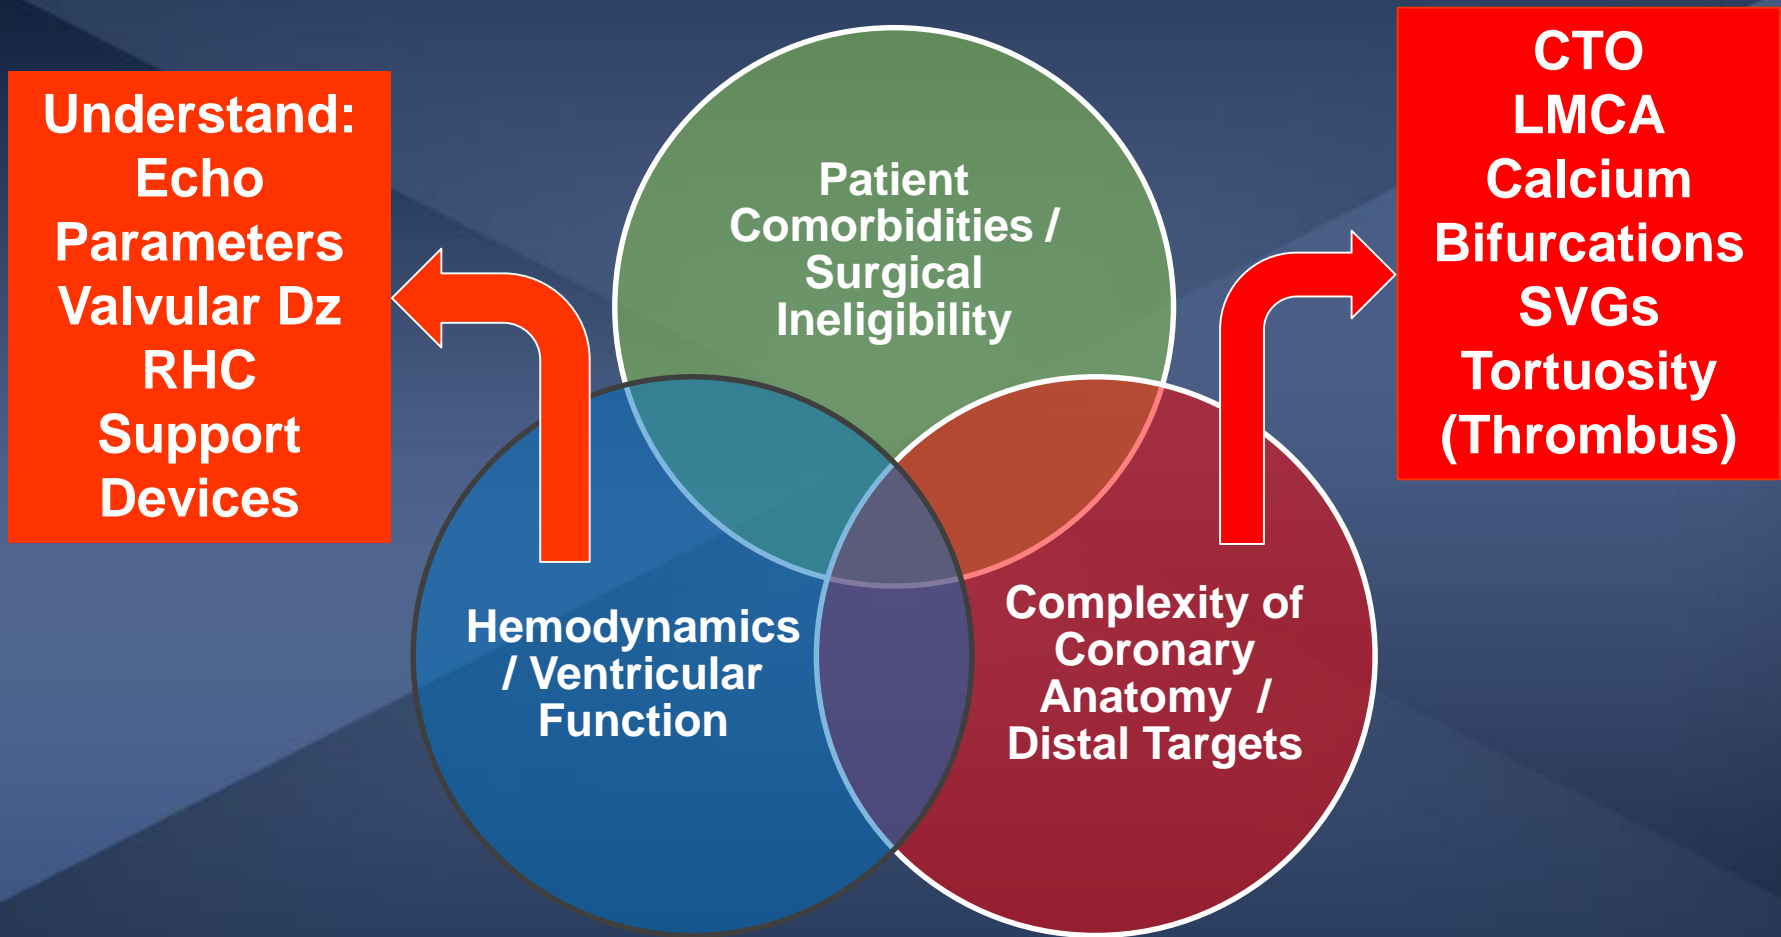 Understand:
Echo
Parameters
Valvular Dz
RHC
Support
Devices
Patient
Comorbidities /
Surgical
Ineligibility
CTO
LMCA
Calcium
Bifurcations
SVGs
Tortuosity
(Thrombus)
Hemodynamics
/ Ventricular
Function
Complexity of
Coronary
Anatomy /
Distal Targets